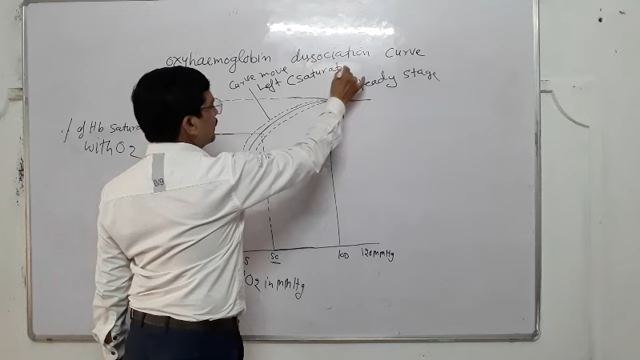 oxyhaemoglobin dissociation Curve
Curve move
Left (Saturat
Steady Stage
% of Hb Satura
with O2
50
100
120mmHg
O2 in mmHg